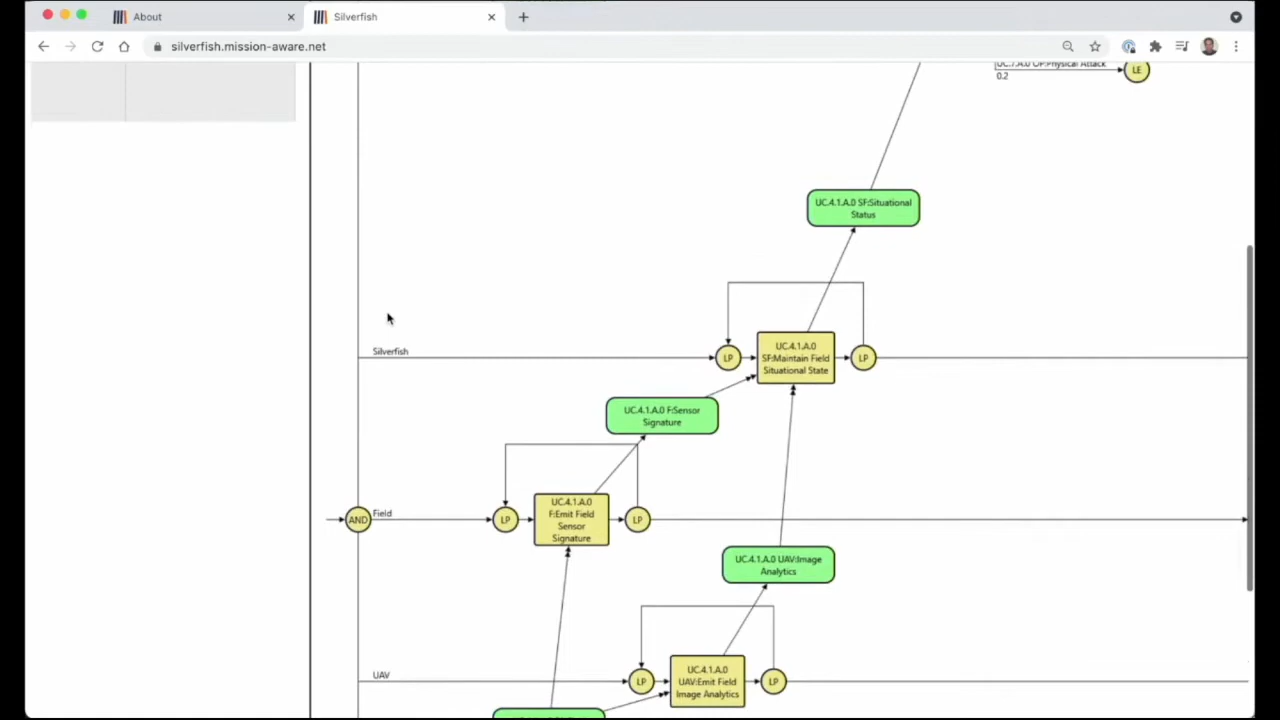 About
Silverfish
silverfish.mission-aware.net
UC.7.A.0 OP:Physical Attack
0.2
LE
UC.4.1.A.0 SF:Situational
Status
Silverfish
LP
UC.4.1.A.0
SF:Maintain Field
Situational State
LP
UC.4.1.A.0 F:Sensor
Signature
AND
Field
LP
UC.4.1.A.0
F:Emit Field
Sensor
Signature
LP
UC.4.1.A.0 UAV:Image
Analytics
UAV
LP
UC.4.1.A.0
UAV:Emit Field
Image Analytics
LP